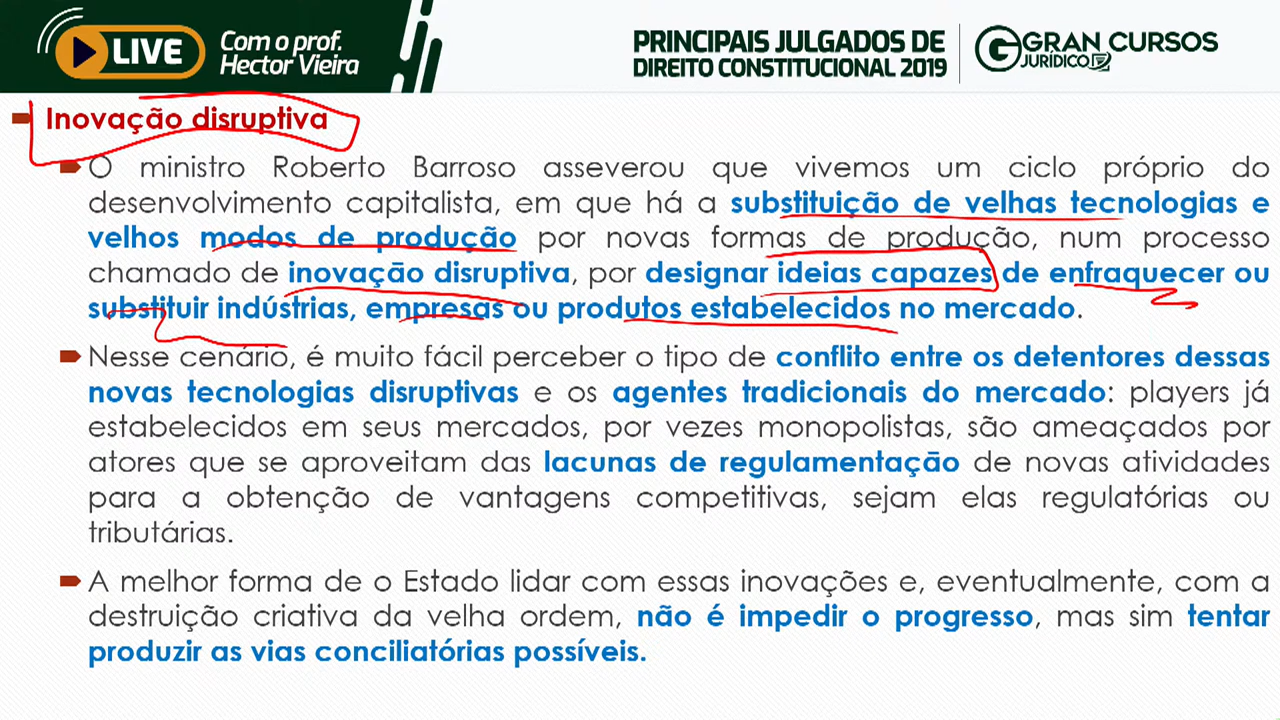 LIVE
Com o prof.
Hector Vieira
PRINCIPAIS JULGADOS DE
DIREITO CONSTITUCIONAL 2019
GRAN CURSOS
JURÍDICO
Inovação disruptiva
O ministro Roberto Barroso asseverou que vivemos um ciclo próprio do
desenvolvimento capitalista, em que há a substituição de velhas tecnologias e
velhos modos de produção por novas formas de produção, num processo
chamado de inovação disruptiva, por designar ideias capazes de enfraquecer ou
substituir indústrias, empresas ou produtos estabelecidos no mercado.
Nesse cenário, é muito fácil perceber o tipo de conflito entre os detentores dessas
novas tecnologias disruptivas e os agentes tradicionais do mercado: players já
estabelecidos em seus mercados, por vezes monopolistas, são ameaçados por
atores que se aproveitam das lacunas de regulamentação de novas atividades
para a obtenção de vantagens competitivas, sejam elas regulatórias ou
tributárias.
A melhor forma de o Estado lidar com essas inovações e, eventualmente, com a
destruição criativa da velha ordem, não é impedir o progresso, mas sim tentar
produzir as vias conciliatórias possíveis.